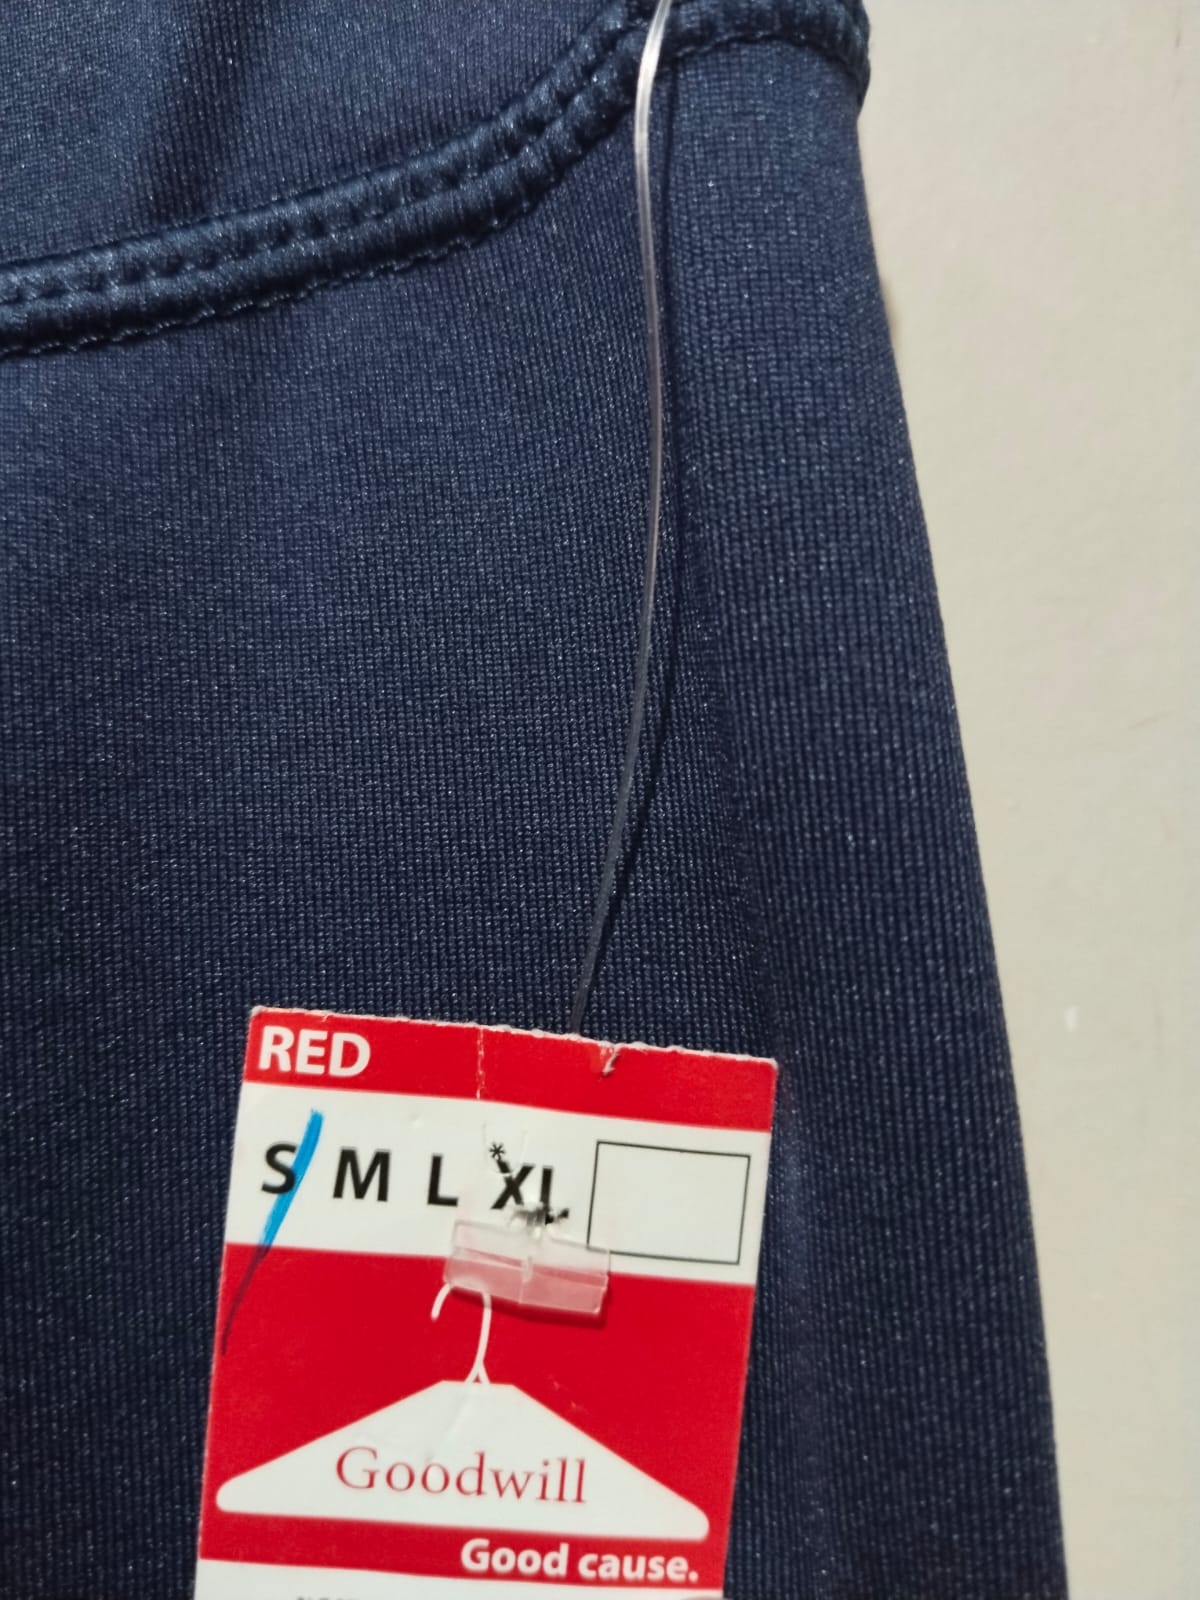 RED
S M L XL
Goodwill
Good cause.